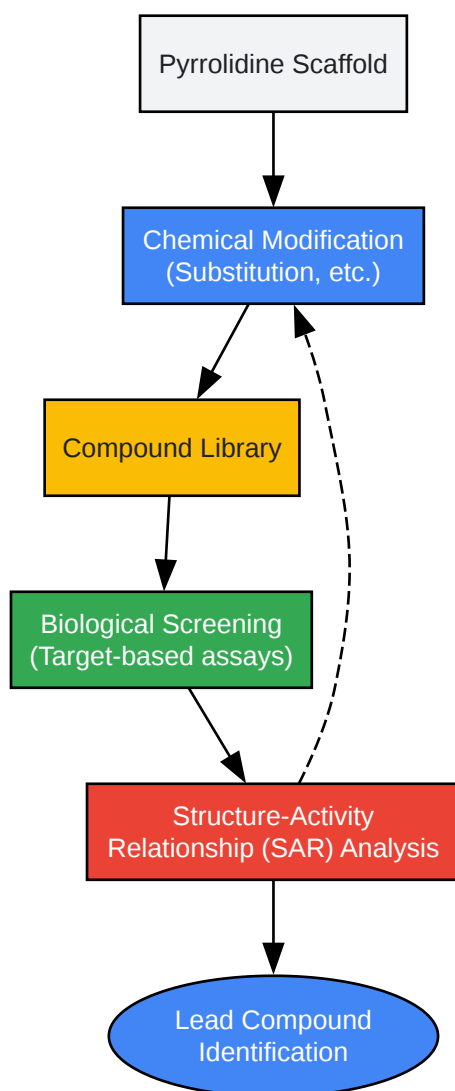 Pyrrolidine Scaffold
Chemical Modification
(Substitution, etc.)
Compound Library
Biological Screening
(Target-based assays)
Structure-Activity
Relationship (SAR) Analysis
Lead Compound
Identification